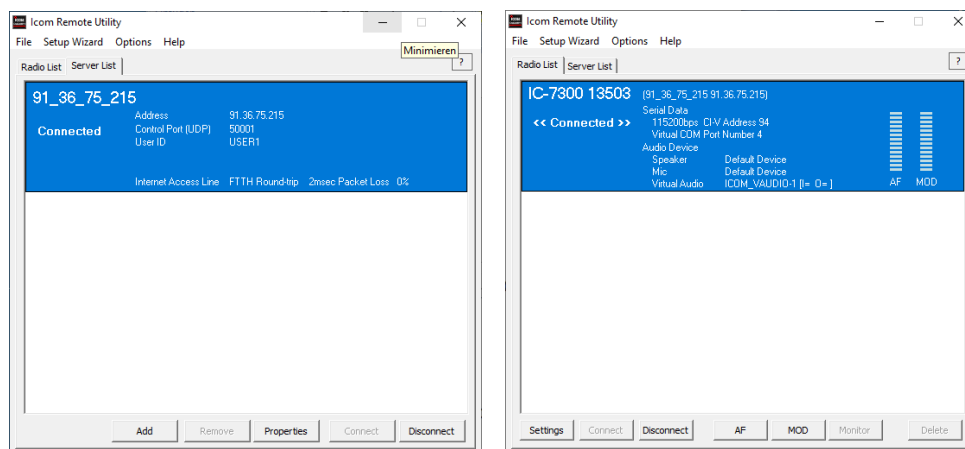 Icom Remote Utility
File Setup Wizard Options Help
Minimieren
?
Radio List Server List
91_36_75_215
Connected
Address 91.36.75.215
Control Port (UDP) 50001
User ID USER1
Internet Access Line FTTH Round-trip 2msec Packet Loss 0%
Add Remove Properties Connect Disconnect
Icom Remote Utility
File Setup Wizard Options Help
?
Radio List Server List
IC-7300 13503 (91_36_75_215 91.36.75.215)
<< Connected >>
Serial Data
115200bps CI-V Address 94
Virtual COM Port Number 4
Audio Device
Speaker Default Device
Mic Default Device
Virtual Audio ICOM_VAUDIO-1 [I= O= ]
AF MOD
Settings Connect Disconnect AF MOD Monitor Delete